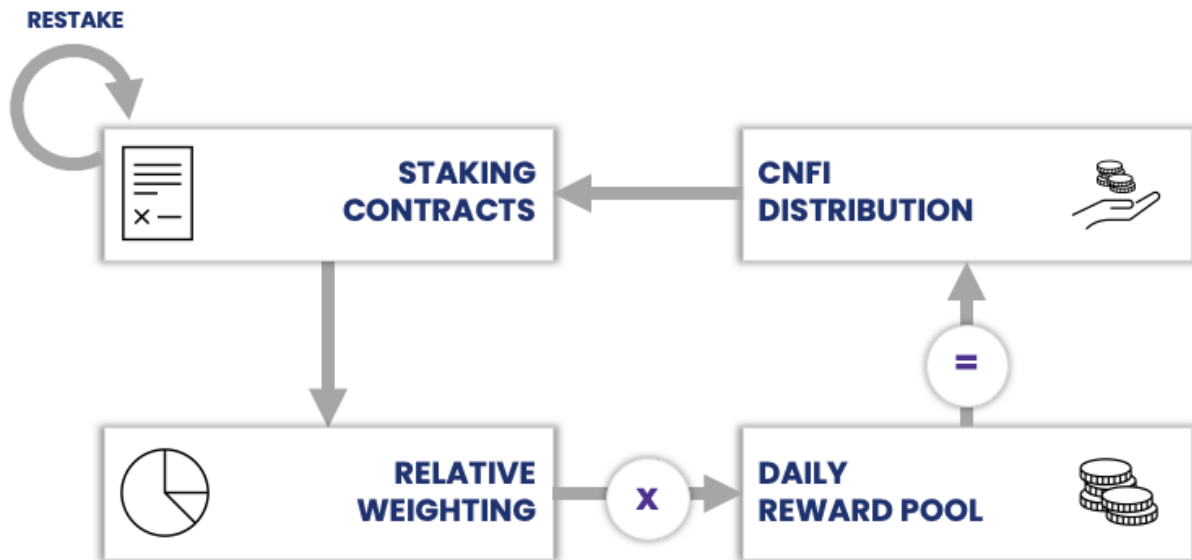 RESTAKE
STAKING
CONTRACTS
CNFI
DISTRIBUTION
=
RELATIVE
WEIGHTING
x
DAILY
REWARD POOL